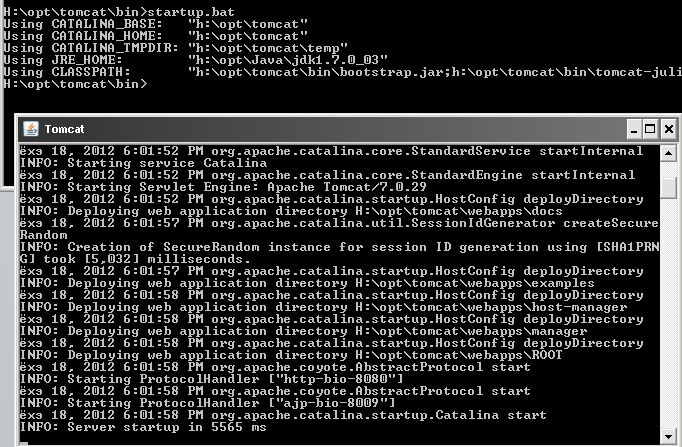 H:\opt\tomcat\bin>startup.bat
Using CATALINA_BASE:   "h:\opt\tomcat"
Using CATALINA_HOME:   "h:\opt\tomcat"
Using CATALINA_TMPDIR: "h:\opt\tomcat\temp"
Using JRE_HOME:        "h:\opt\Java\jdk1.7.0_03"
Using CLASSPATH:       "h:\opt\tomcat\bin\bootstrap.jar;h:\opt\tomcat\bin\tomcat-juli
H:\opt\tomcat\bin>
Tomcat
ёхэ 18, 2012 6:01:52 PM org.apache.catalina.core.StandardService startInternal
INFO: Starting service Catalina
ёхэ 18, 2012 6:01:52 PM org.apache.catalina.core.StandardEngine startInternal
INFO: Starting Servlet Engine: Apache Tomcat/7.0.29
ёхэ 18, 2012 6:01:52 PM org.apache.catalina.startup.HostConfig deployDirectory
INFO: Deploying web application directory H:\opt\tomcat\webapps\docs
ёхэ 18, 2012 6:01:57 PM org.apache.catalina.util.SessionIdGenerator createSecure
Random
INFO: Creation of SecureRandom instance for session ID generation using [SHA1PRN
G] took [5,032] milliseconds.
ёхэ 18, 2012 6:01:57 PM org.apache.catalina.startup.HostConfig deployDirectory
INFO: Deploying web application directory H:\opt\tomcat\webapps\examples
ёхэ 18, 2012 6:01:58 PM org.apache.catalina.startup.HostConfig deployDirectory
INFO: Deploying web application directory H:\opt\tomcat\webapps\host-manager
ёхэ 18, 2012 6:01:58 PM org.apache.catalina.startup.HostConfig deployDirectory
INFO: Deploying web application directory H:\opt\tomcat\webapps\manager
ёхэ 18, 2012 6:01:58 PM org.apache.catalina.startup.HostConfig deployDirectory
INFO: Deploying web application directory H:\opt\tomcat\webapps\ROOT
ёхэ 18, 2012 6:01:58 PM org.apache.coyote.AbstractProtocol start
INFO: Starting ProtocolHandler ["http-bio-8080"]
ёхэ 18, 2012 6:01:58 PM org.apache.coyote.AbstractProtocol start
INFO: Starting ProtocolHandler ["ajp-bio-8009"]
ёхэ 18, 2012 6:01:58 PM org.apache.catalina.startup.Catalina start
INFO: Server startup in 5565 ms